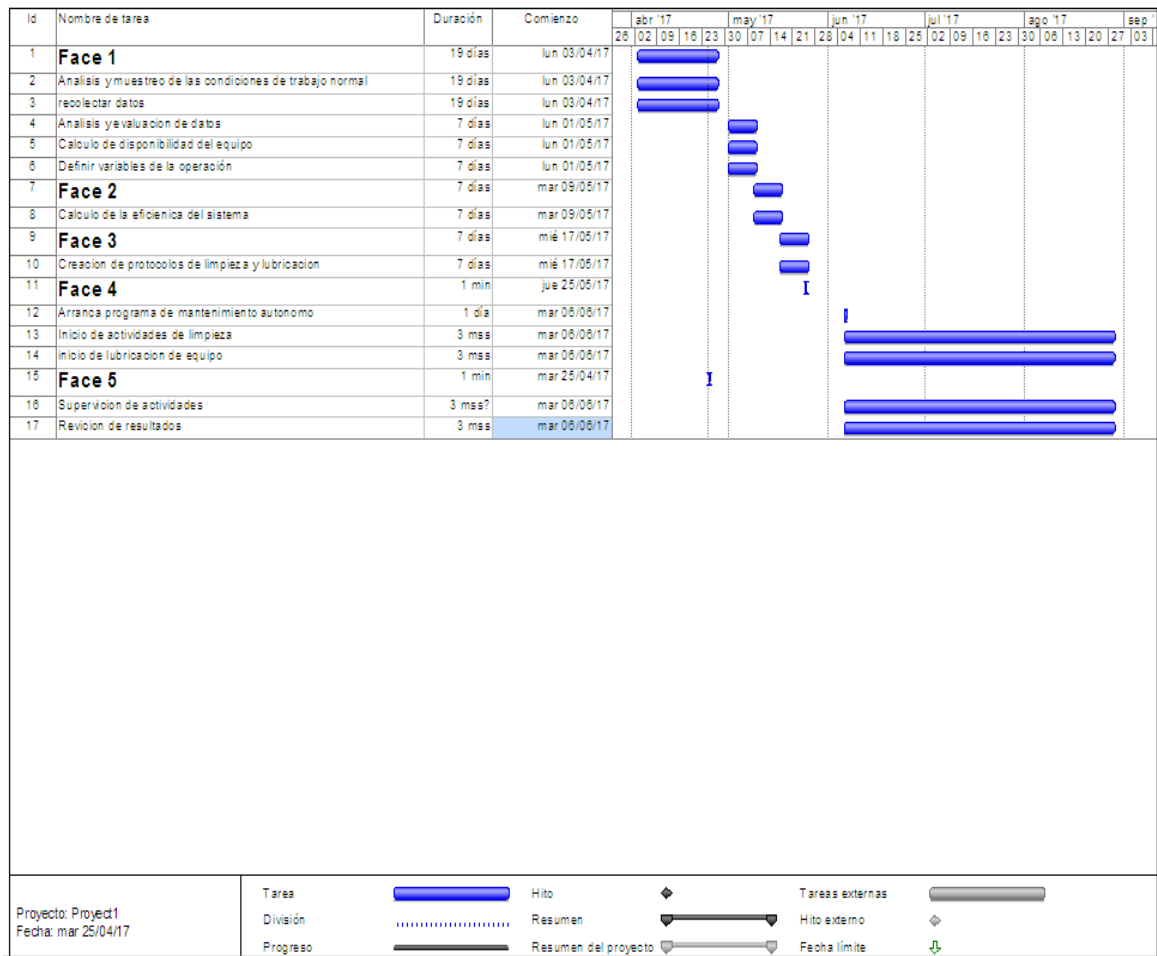 Id Nombre de tarea Duración Comienzo abr '17 may '17 jun '17 jul '17 ago '17 sep '
26 02 09 16 23 30 07 14 21 28 04 11 18 25 02 09 16 23 30 06 13 20 27 03
1 Face 1 19 días lun 03/04/17
2 Analisis y muestreo de las condiciones de trabajo normal 19 días lun 03/04/17
3 recolectar datos 19 días lun 03/04/17
4 Analisis y evaluacion de datos 7 días lun 01/05/17
5 Calculo de disponibilidad del equipo 7 días lun 01/05/17
6 Definir variables de la operación 7 días lun 01/05/17
7 Face 2 7 días mar 09/05/17
8 Calculo de la eficienica del sistema 7 días mar 09/05/17
9 Face 3 7 días mié 17/05/17
10 Creacion de protocolos de limpieza y lubricacion 7 días mié 17/05/17
11 Face 4 1 min jue 25/05/17
12 Arranca programa de mantenimiento autonomo 1 día mar 06/06/17
13 Inicio de actividades de limpieza 3 mss mar 06/06/17
14 inicio de lubricacion de equipo 3 mss mar 06/06/17
15 Face 5 1 min mar 25/04/17
16 Supervicion de actividades 3 mss? mar 06/06/17
17 Revicion de resultados 3 mss mar 06/06/17
Proyecto: Proyect1
Fecha: mar 25/04/17
Tarea Hito Tareas externas
División Resumen Hito externo
Progreso Resumen del proyecto Fecha límite